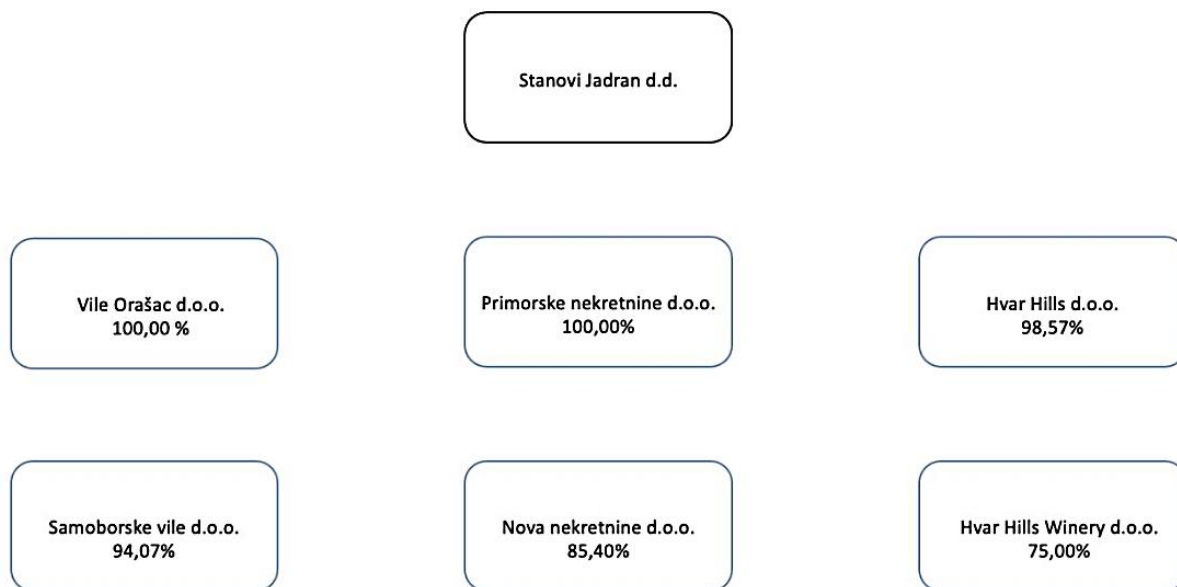 Stanovi Jadran d.d.
Vile Orašac d.o.o.
100,00 %
Primorske nekretnine d.o.o.
100,00%
Hvar Hills d.o.o.
98,57%
Samoborske vile d.o.o.
94,07%
Nova nekretnine d.o.o.
85,40%
Hvar Hills Winery d.o.o.
75,00%